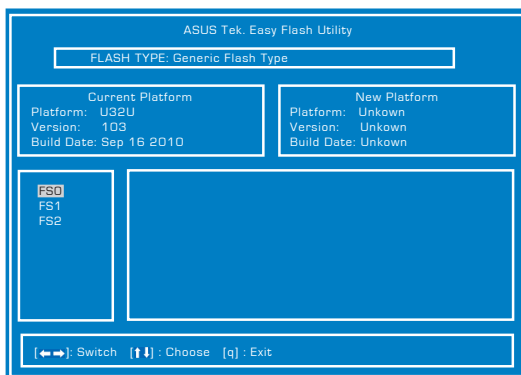 ASUS Tek. Easy Flash Utility
FLASH TYPE: Generic Flash Type
Current Platform
Platform: U32U
Version: 103
Build Date: Sep 16 2010
New Platform
Platform: Unkown
Version: Unkown
Build Date: Unkown
FS0
FS1
FS2
[←→]: Switch [↑↓] : Choose [q] : Exit